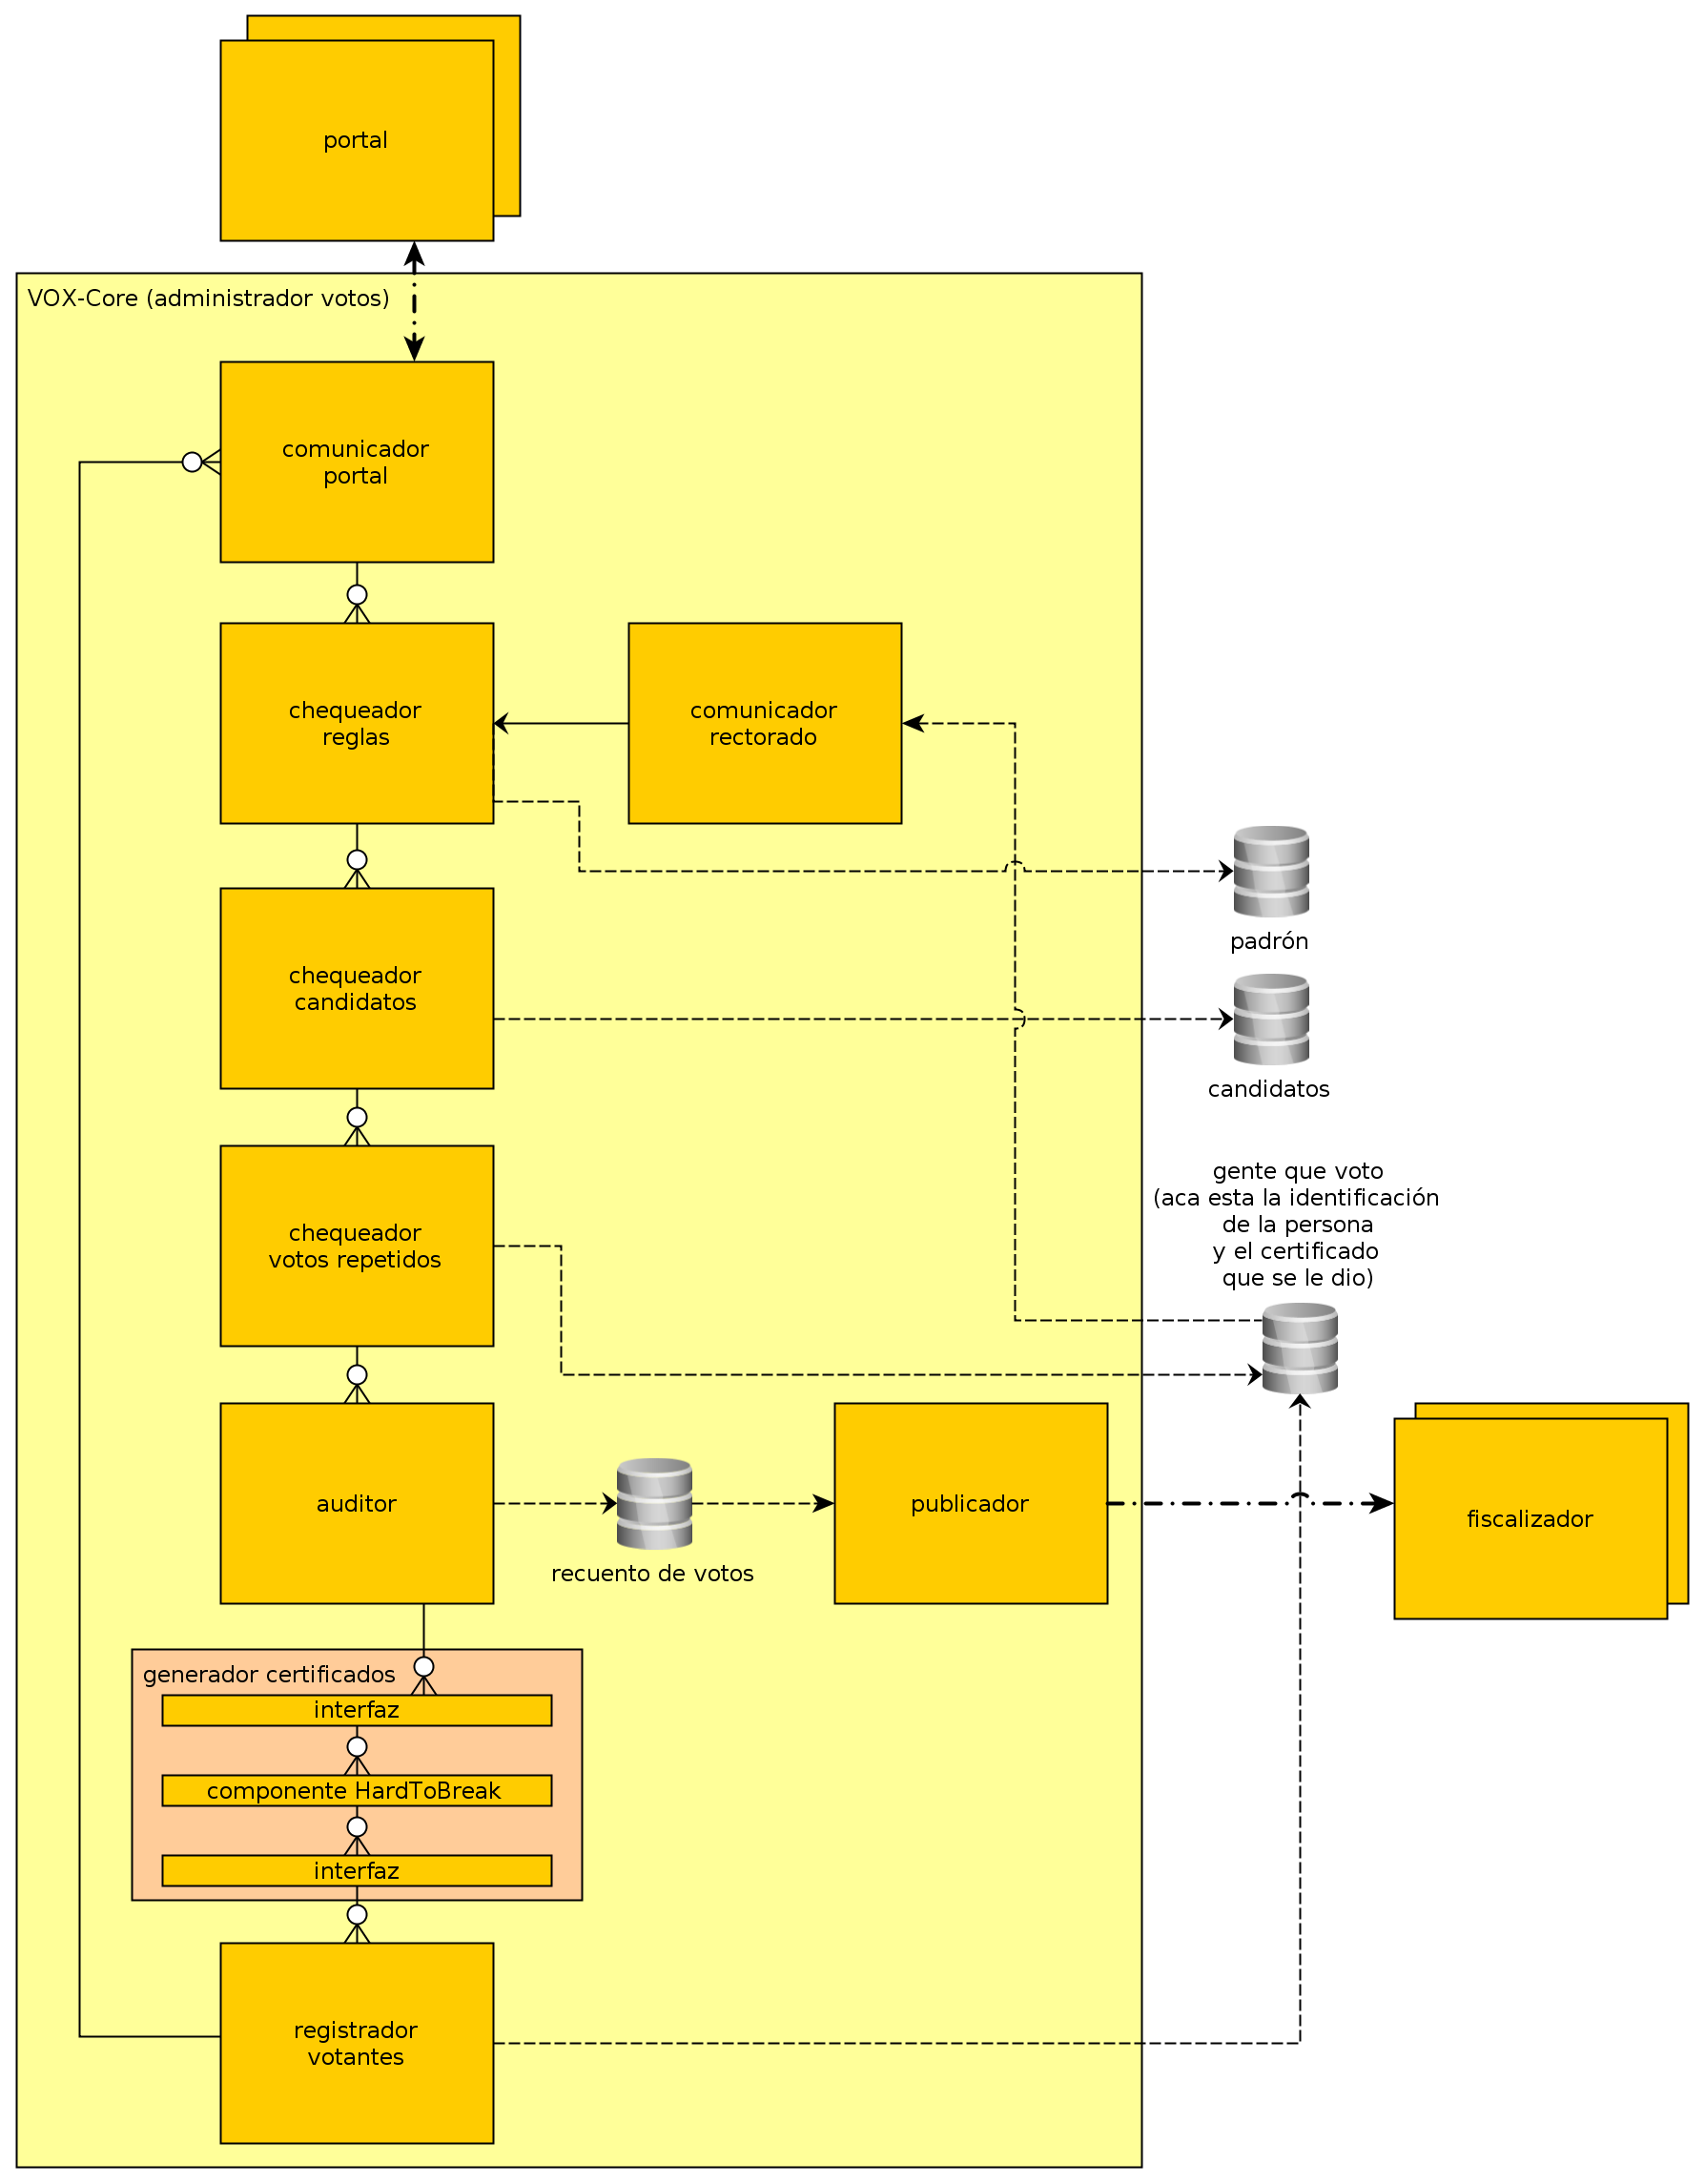 portal
VOX-Core (administrador votos)
comunicador
portal
chequeador
reglas
comunicador
rectorado
padrón
chequeador
candidatos
candidatos
gente que voto
(aca esta la identificación
de la persona
y el certificado
que se le dio)
chequeador
votos repetidos
auditor
recuento de votos
publicador
fiscalizador
generador certificados
interfaz
componente HardToBreak
interfaz
registrador
votantes